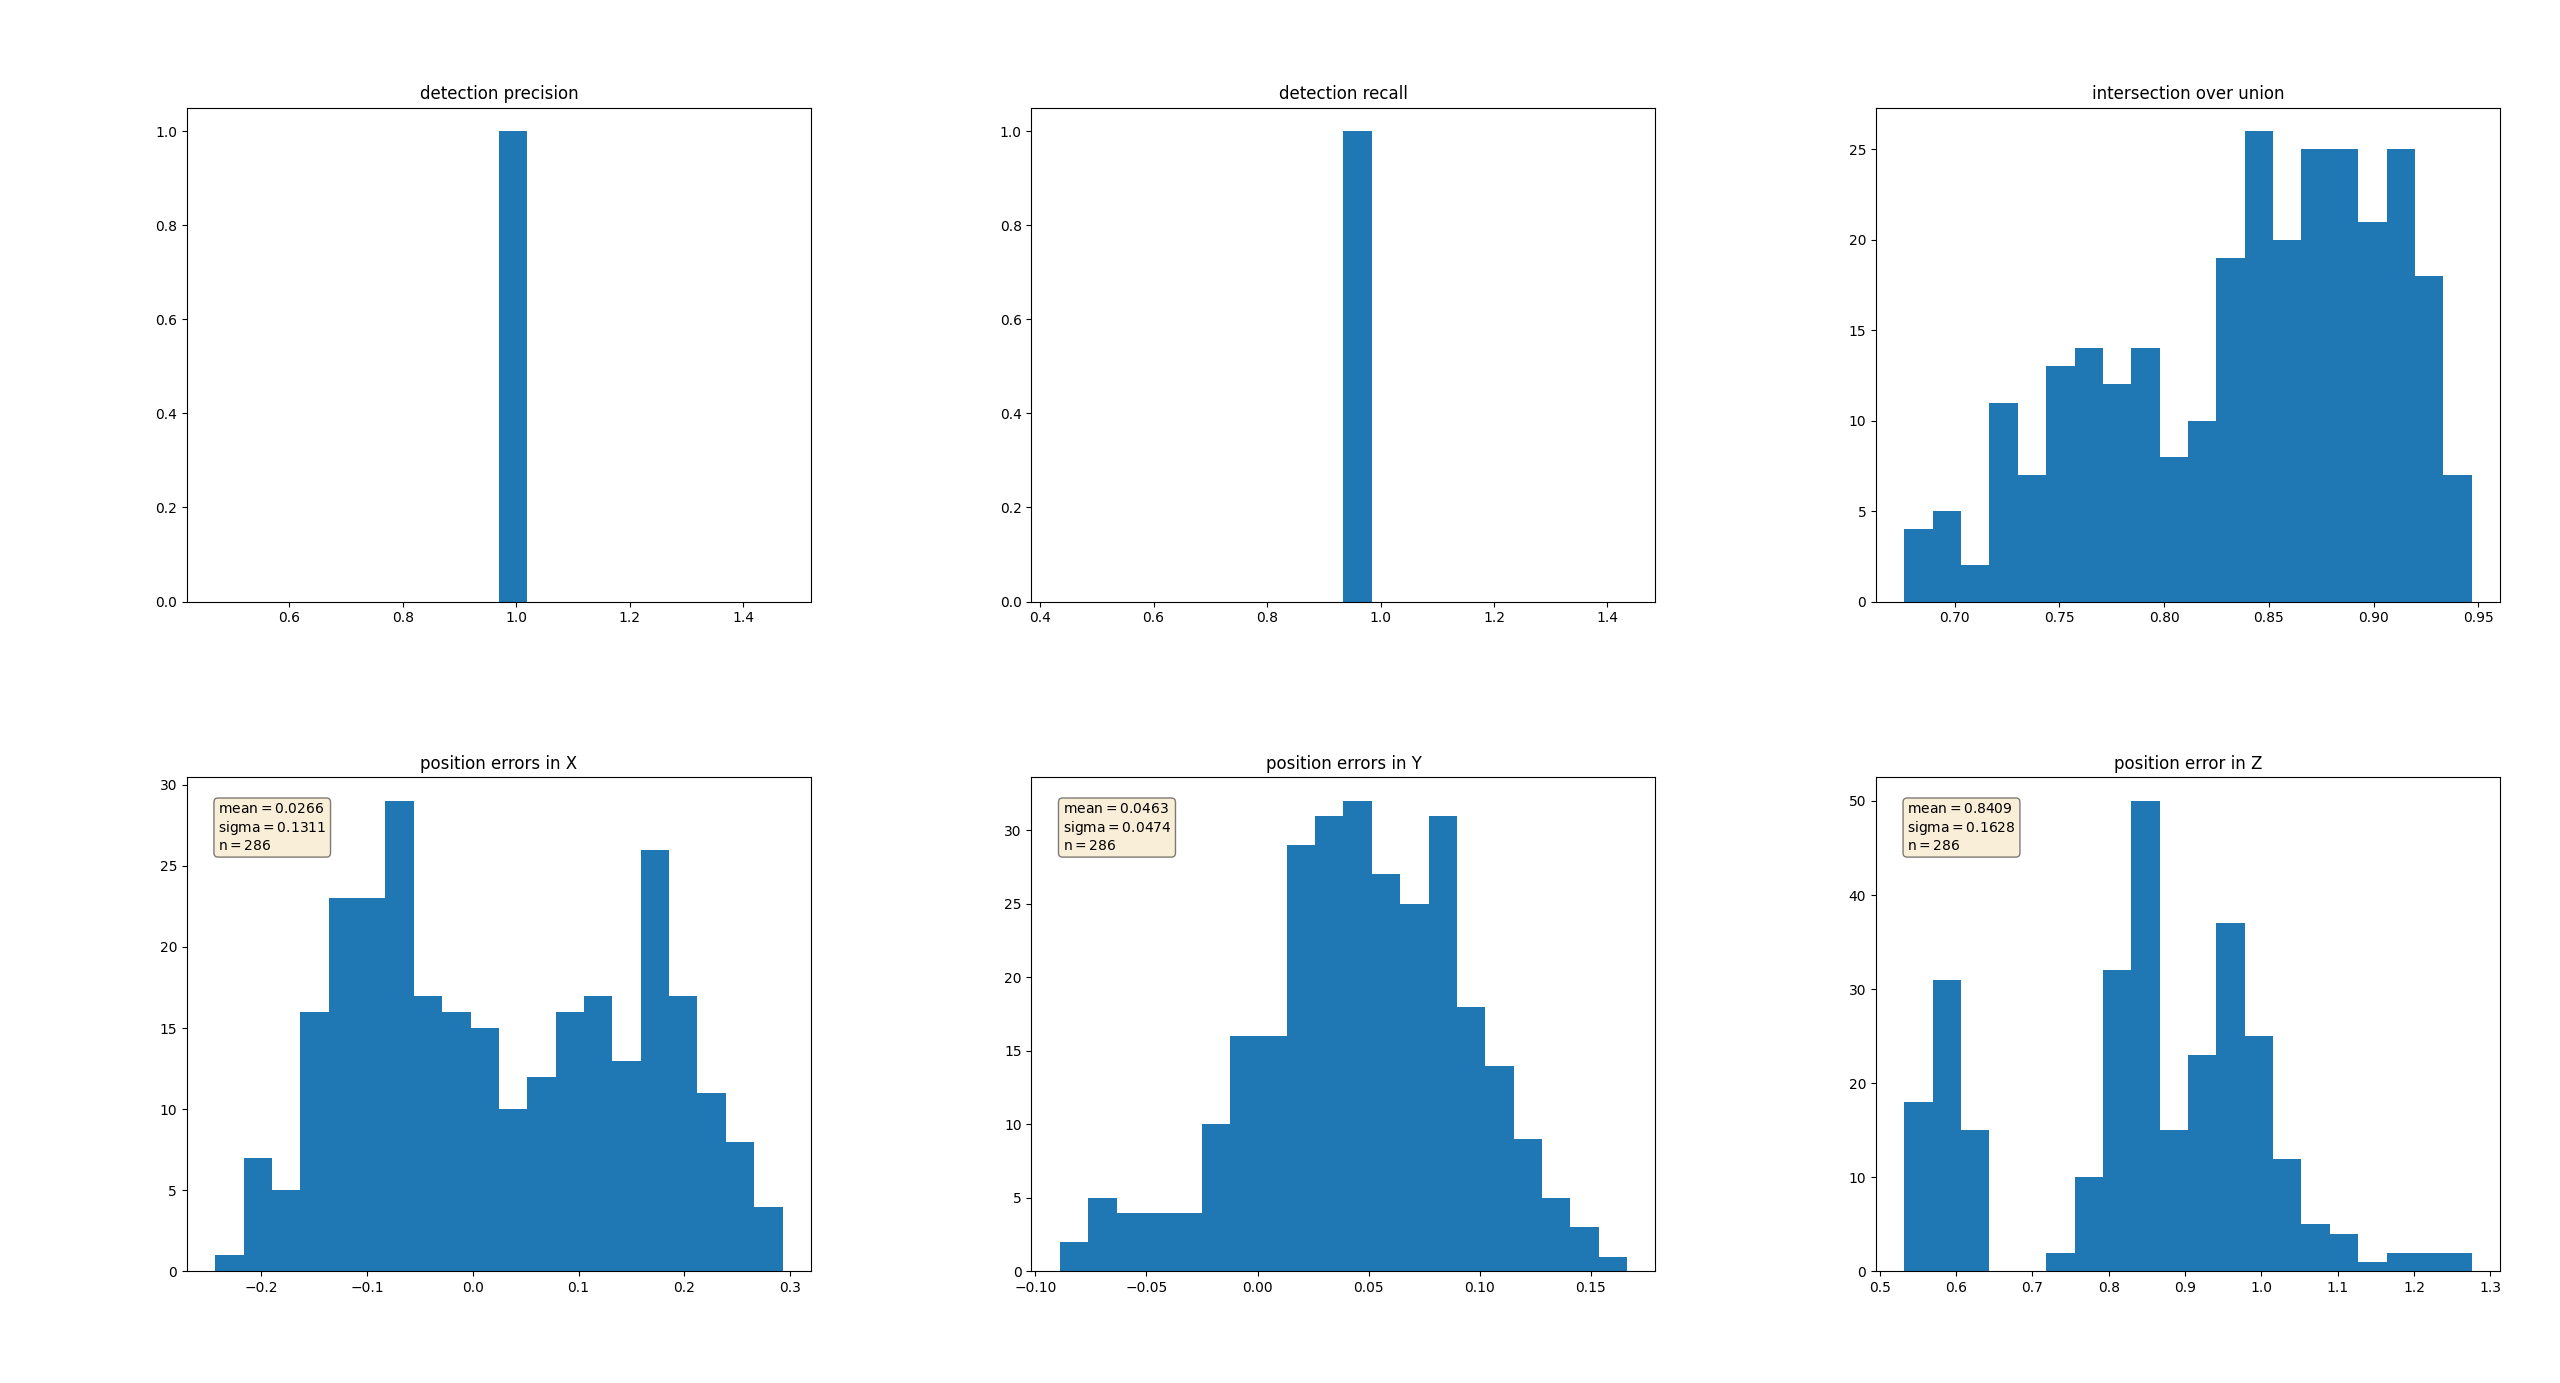 detection precision
1.0
0.8
0.6
0.4
0.2
0.0
0.6 0.8 1.0 1.2 1.4
detection recall
1.0
0.8
0.6
0.4
0.2
0.0
0.4 0.6 0.8 1.0 1.2 1.4
intersection over union
25
20
15
10
5
0
0.70 0.75 0.80 0.85 0.90 0.95
position errors in X
mean = 0.0266
sigma = 0.1311
n = 286
30
25
20
15
10
5
0
−0.2 −0.1 0.0 0.1 0.2 0.3
position errors in Y
mean = 0.0463
sigma = 0.0474
n = 286
30
25
20
15
10
5
0
−0.10 −0.05 0.00 0.05 0.10 0.15
position error in Z
mean = 0.8409
sigma = 0.1628
n = 286
50
40
30
20
10
0
0.5 0.6 0.7 0.8 0.9 1.0 1.1 1.2 1.3